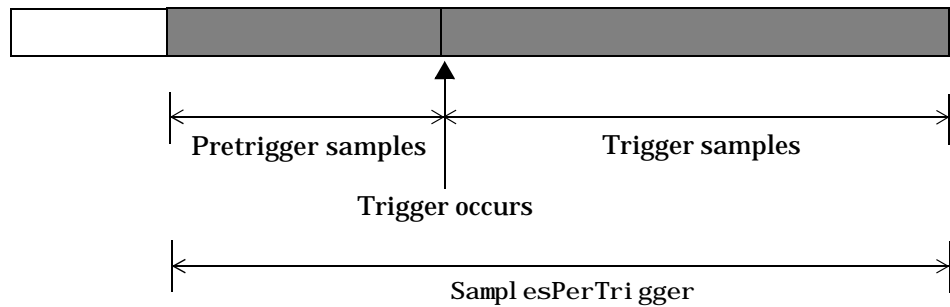 Pretrigger samples
Trigger samples
Trigger occurs
SamplesPerTrigger